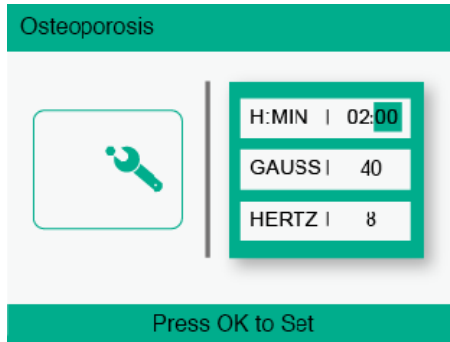 Osteoporosis
H:MIN | 02:00
GAUSS | 40
HERTZ | 8
Press OK to Set